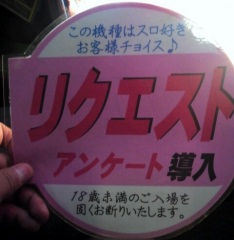 この機種はスロ好き
お客様チョイス♪
リクエスト
アンケート導入
18歳未満のご入場を
固くお断りいたします。